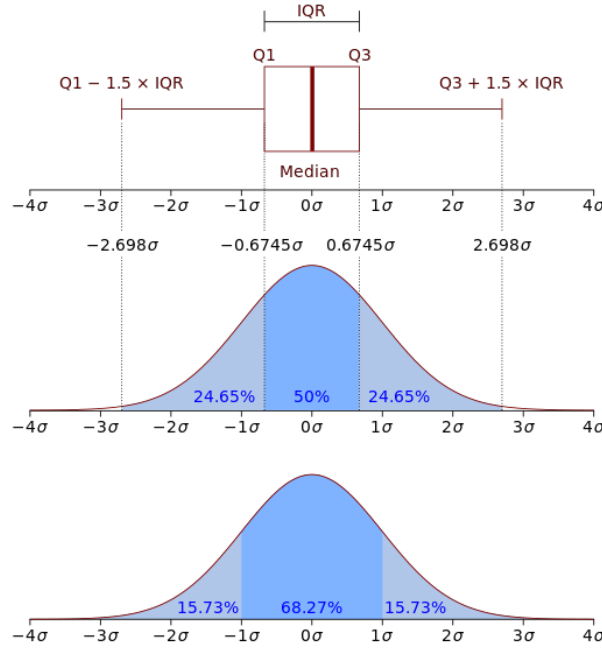 IQR
Q1 Q3
Q1 − 1.5 × IQR Q3 + 1.5 × IQR
Median
−4σ −3σ −2σ −1σ 0σ 1σ 2σ 3σ 4σ
−2.698σ −0.6745σ 0.6745σ 2.698σ
24.65% 50% 24.65%
−4σ −3σ −2σ −1σ 0σ 1σ 2σ 3σ 4σ
15.73% 68.27% 15.73%
−4σ −3σ −2σ −1σ 0σ 1σ 2σ 3σ 4σ